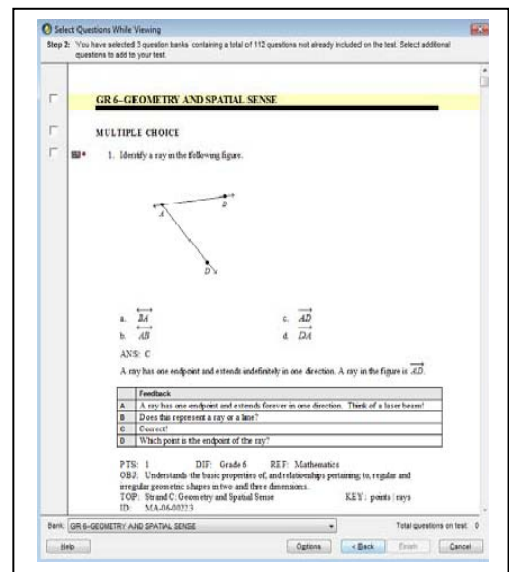 Select Questions While Viewing
Step 2: You have selected 3 question banks containing a total of 112 questions not already included on the test. Select additional
questions to add to your test.
GR 6–GEOMETRY AND SPATIAL SENSE
MULTIPLE CHOICE
1. Identify a ray in the following figure.
A
B
D
a. BA
c. AD
b. AB
d. DA
ANS: C
A ray has one endpoint and extends indefinitely in one direction. A ray in the figure is AD.
Feedback
A A ray has one endpoint and extends forever in one direction. Think of a laser beam!
B Does this represent a ray or a line?
C Correct!
D Which point is the endpoint of the ray?
PTS: 1 DIF: Grade 6 REF: Mathematics
OBJ: Understands the basic properties of, and relationships pertaining to, regular and
irregular geometric shapes in two and three dimensions.
TOP: Strand C: Geometry and Spatial Sense KEY: points | rays
ID: MA-06-00223
Bank: GR 6-GEOMETRY AND SPATIAL SENSE Total questions on test: 0
Help Options < Back Finish Cancel